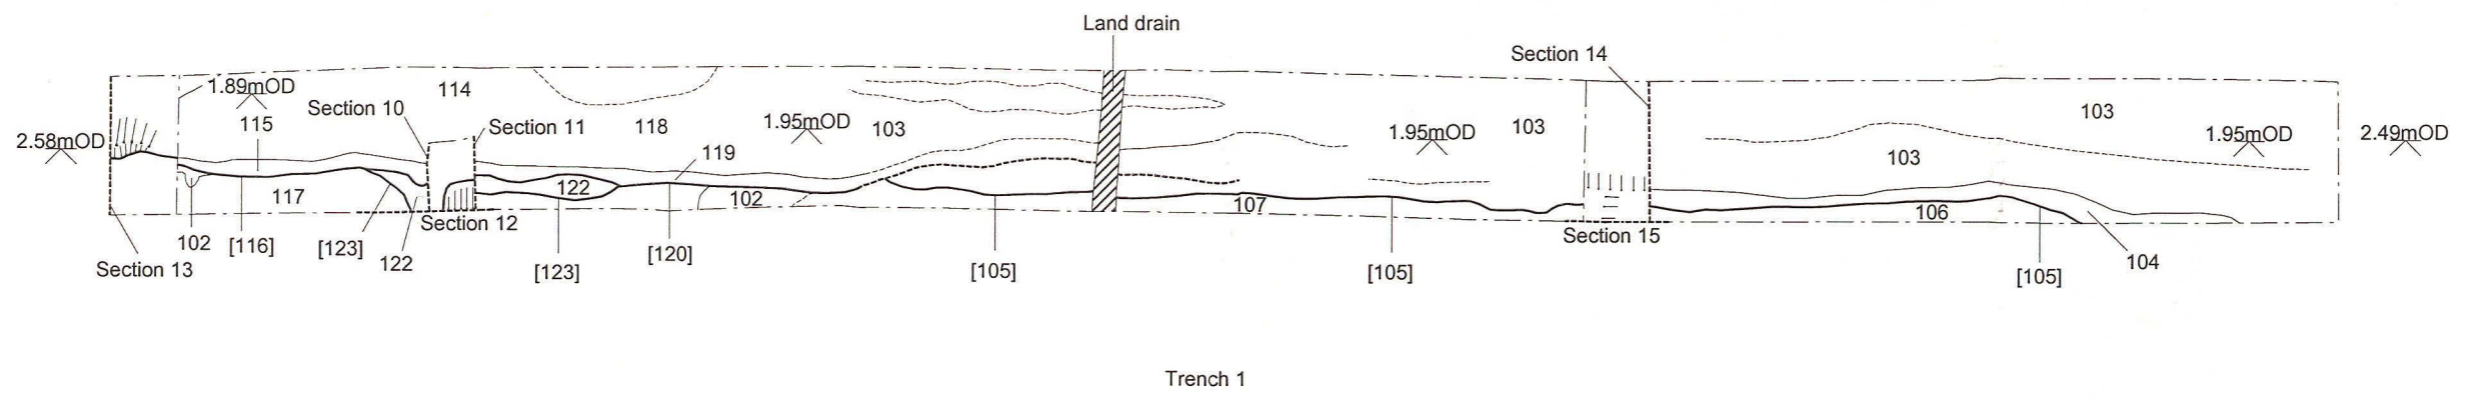 Land drain
Section 14
1.89mOD
114
Section 10
Section 11
115
118
1.95mOD
103
1.95mOD
103
103
1.95mOD
2.49mOD
2.58mOD
119
103
117
122
102
107
106
102
[116]
[123]
122
Section 12
[120]
Section 15
Section 13
[123]
[105]
[105]
[105]
104
Trench 1